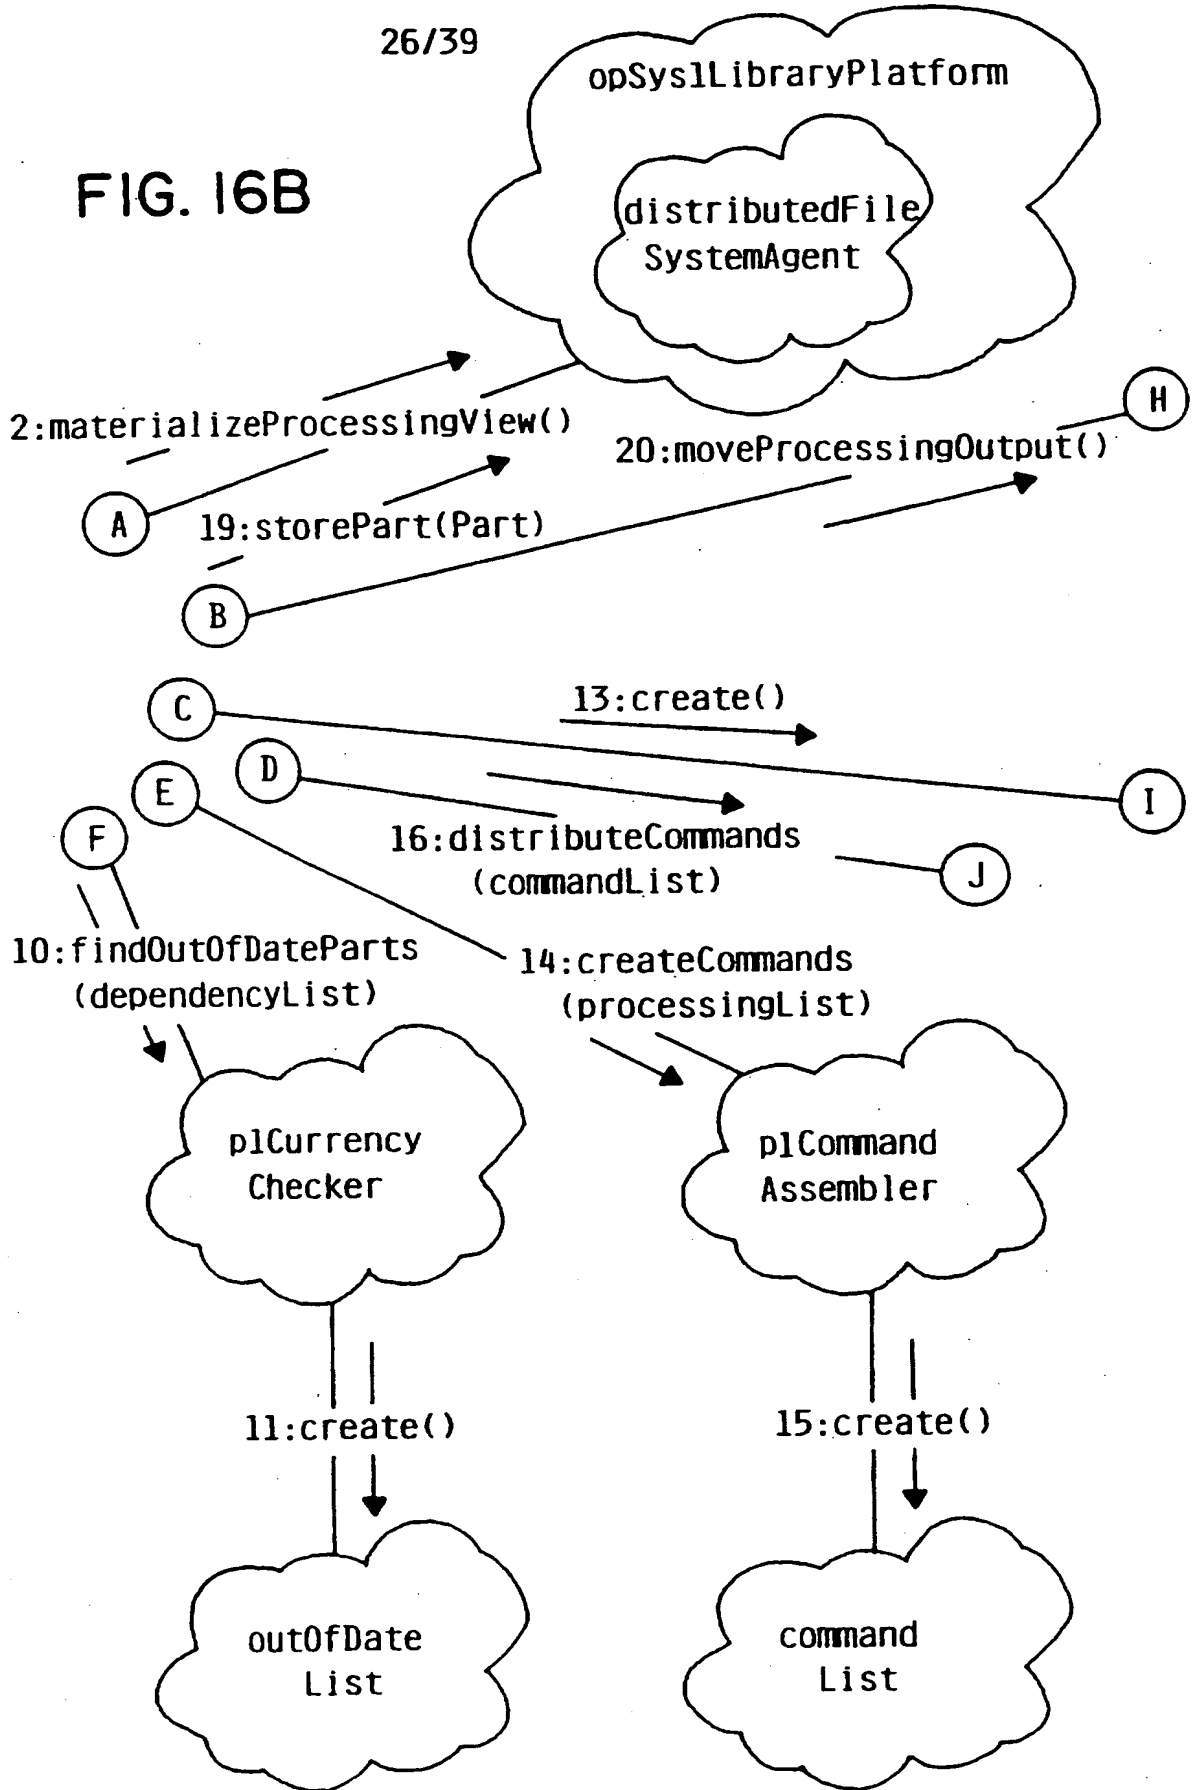 26/39
opSys1LibraryPlatform
FIG. 16B
distributedFile
SystemAgent
2:materializeProcessingView()
H
20:moveProcessingOutput()
A
19:storePart(Part)
B
C
13:create()
D
E
I
F
16:distributeCommands
(commandList)
J
10:findOutOfDateParts
(dependencyList)
14:createCommands
(processingList)
p1Currency
Checker
p1Command
Assembler
11:create()
15:create()
outOfDate
List
command
List